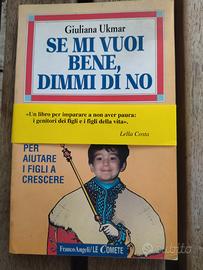 Giuliana Ukmar
SE MI VUOI
BENE,
DIMMI DI NO
«Un libro per imparare a non aver paura:
i genitori dei figli e i figli della vita».
Lella Costa
PER
AIUTARE
I FIGLI A
CRESCERE
FrancoAngeli/LE COMETE
subito